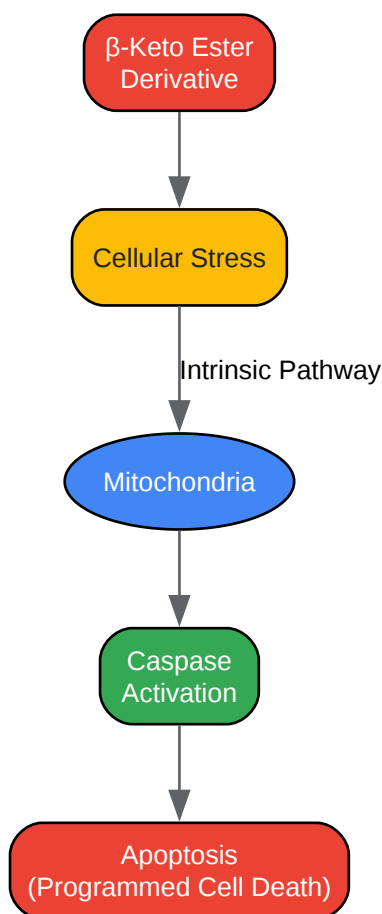 β-Keto Ester
Derivative
Cellular Stress
Intrinsic Pathway
Mitochondria
Caspase
Activation
Apoptosis
(Programmed Cell Death)